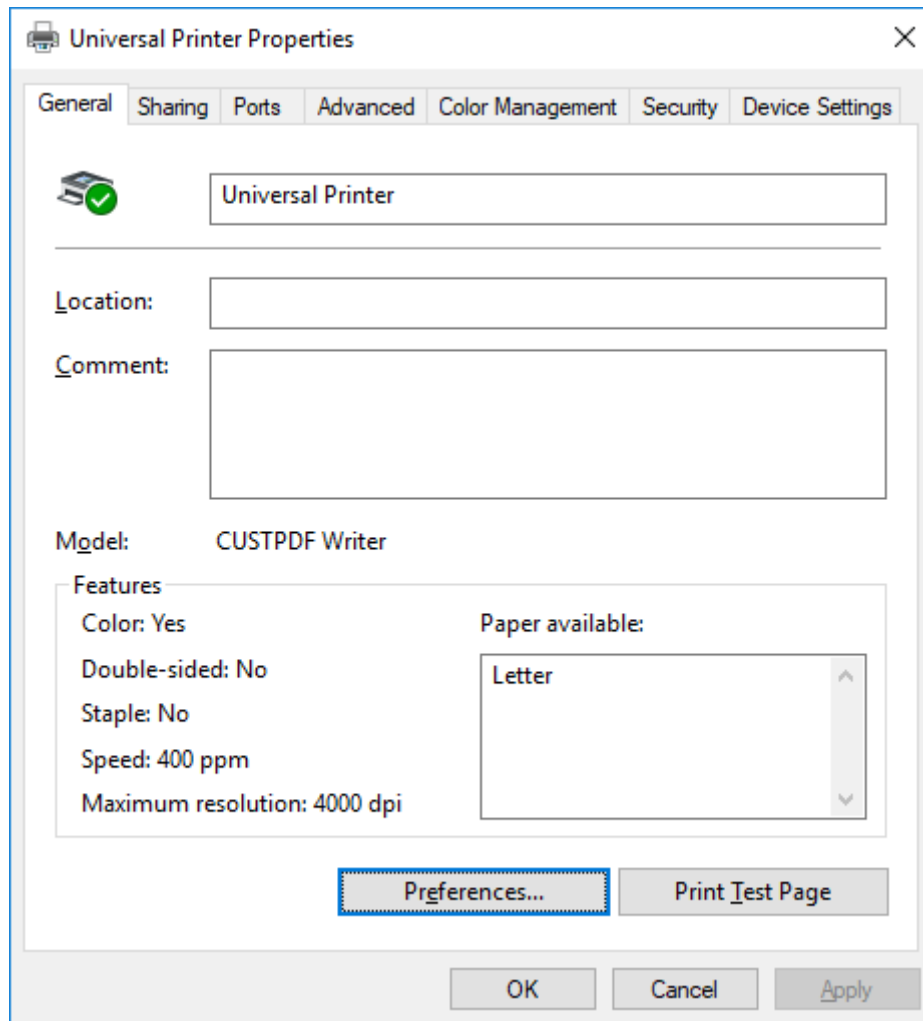 Universal Printer Properties
General Sharing Ports Advanced Color Management Security Device Settings
Universal Printer
Location:
Comment:
Model: CUSTPDF Writer
Features
Color: Yes
Paper available:
Double-sided: No
Letter
Staple: No
Speed: 400 ppm
Maximum resolution: 4000 dpi
Preferences... Print Test Page
OK Cancel Apply